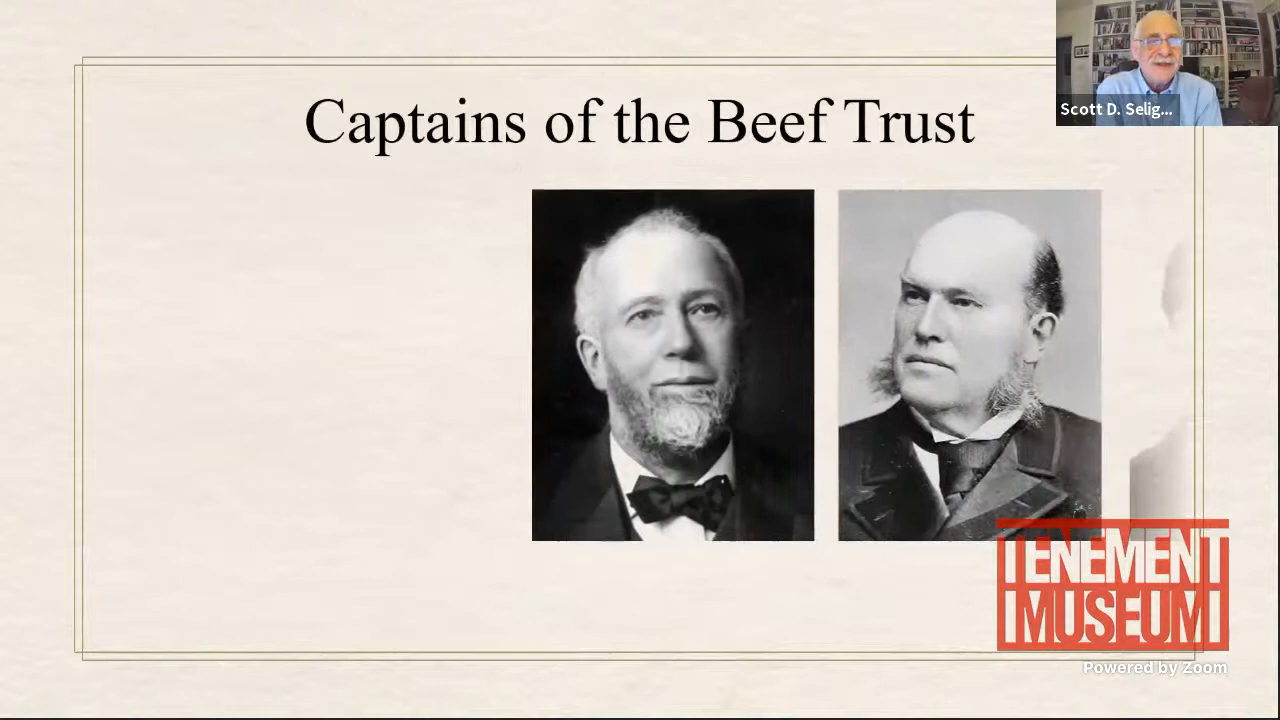 Captains of the Beef Trust
Scott D. Selig...
TENEMENT
MUSEUM
Powered by Zoom